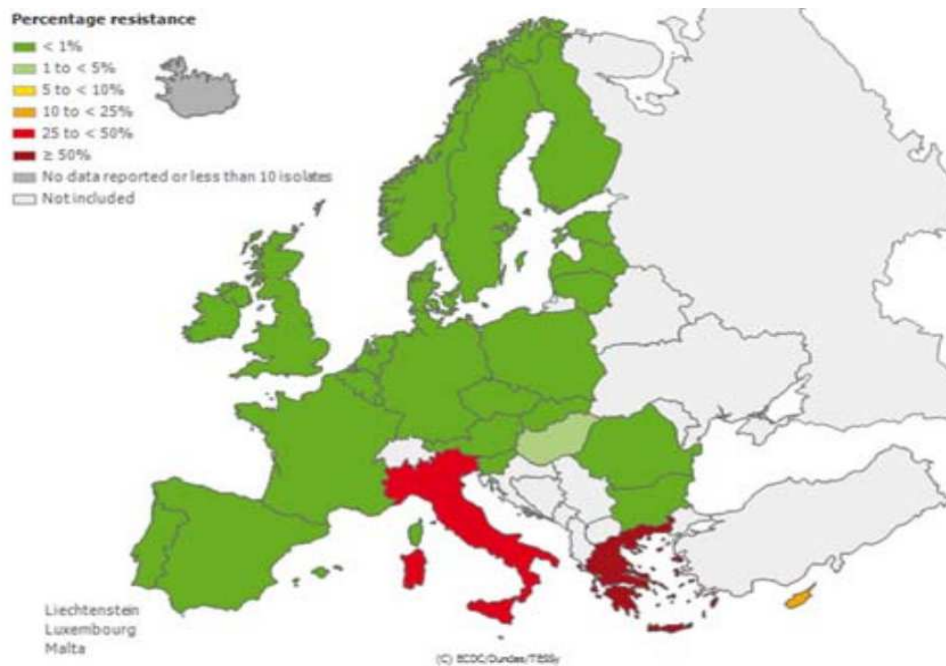 Percentage resistance
< 1%
1 to < 5%
5 to < 10%
10 to < 25%
25 to < 50%
≥ 50%
No data reported or less than 10 isolates
Not included
Liechtenstein
Luxembourg
Malta
(C) ECDC/Dundas/TESSy